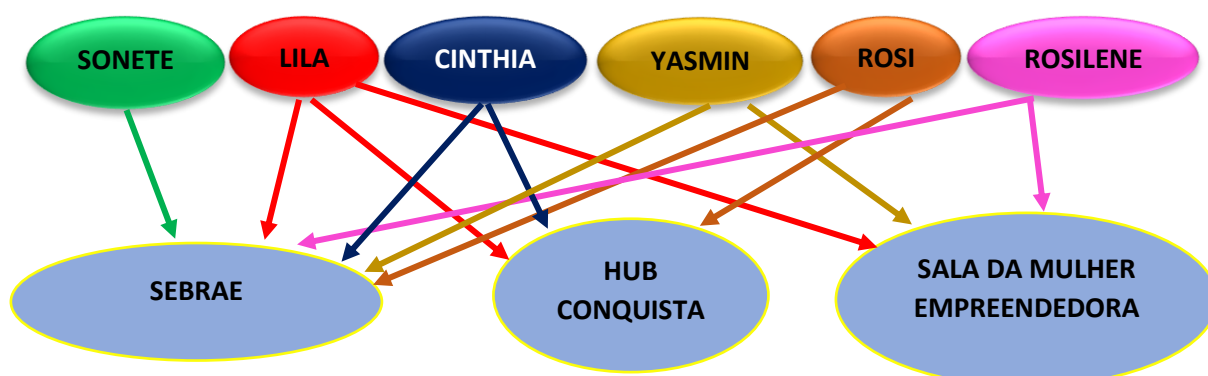 SONETE
LILA
CINTHIA
YASMIN
ROSI
ROSILENE
SEBRAE
HUB
CONQUISTA
SALA DA MULHER
EMPREENDEDORA